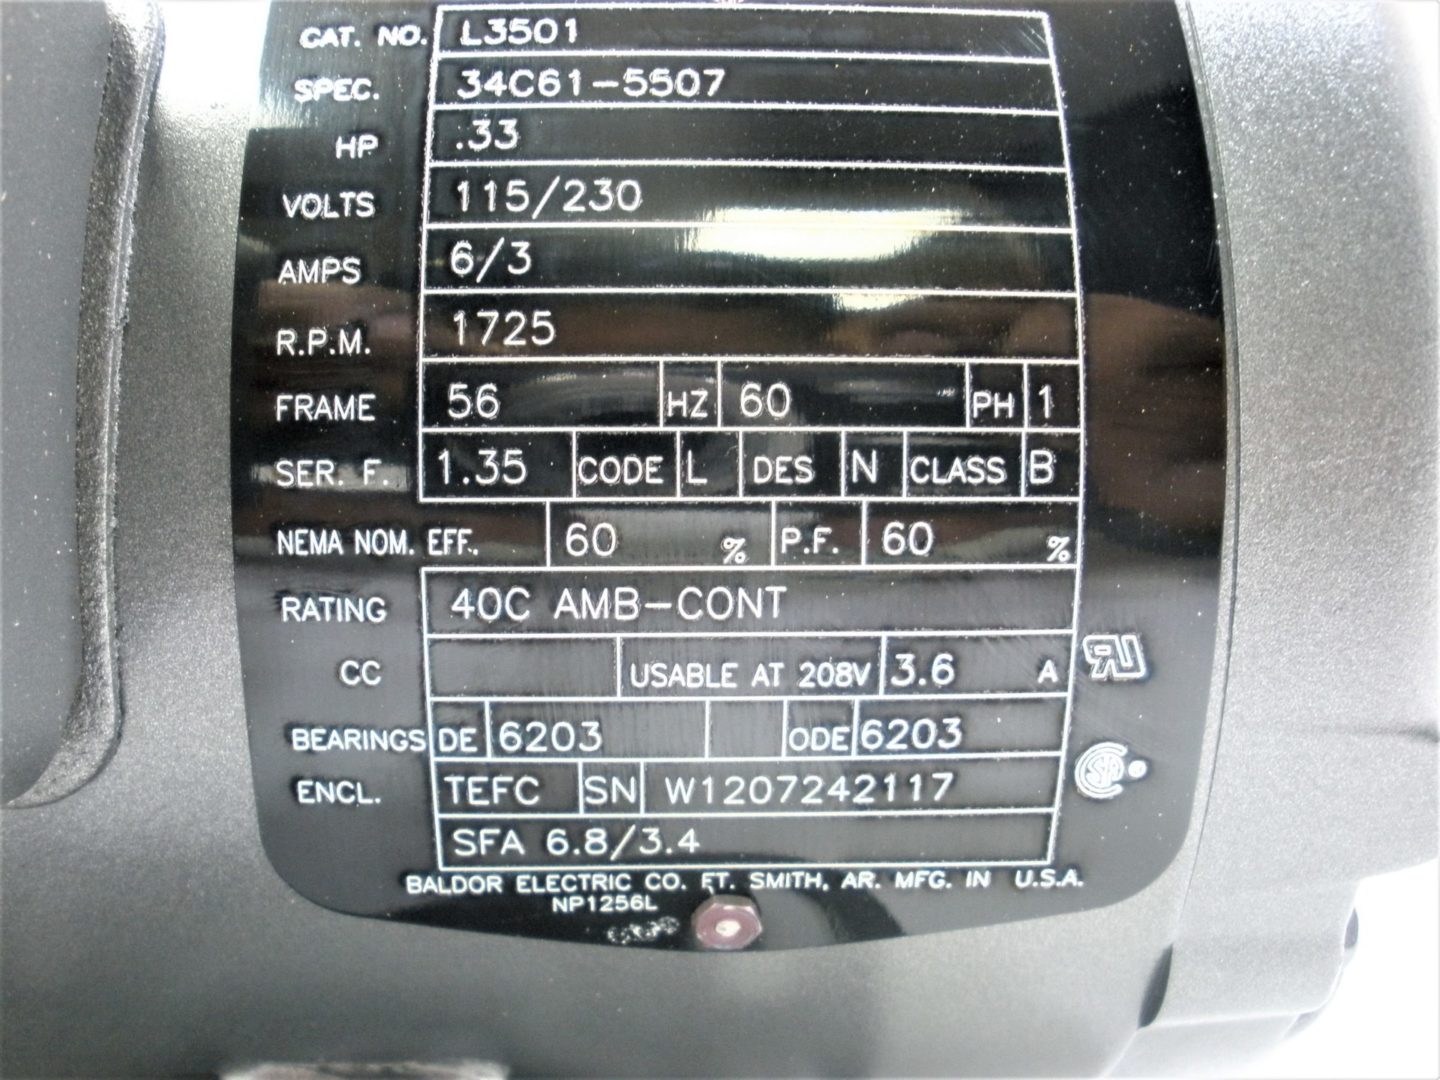 CAT. NO. L3501
SPEC. 34C61-5507
HP .33
VOLTS 115/230
AMPS 6/3
R.P.M. 1725
FRAME 56 HZ 60 PH 1
SER. F. 1.35 CODE L DES N CLASS B
NEMA NOM. EFF. 60 % P.F. 60 %
RATING 40C AMB-CONT
CC USABLE AT 208V 3.6 A
BEARINGS DE 6203 ODE 6203
ENCL. TEFC SN W1207242117
SFA 6.8/3.4
BALDOR ELECTRIC CO. FT. SMITH, AR. MFG. IN U.S.A.
NP1256L